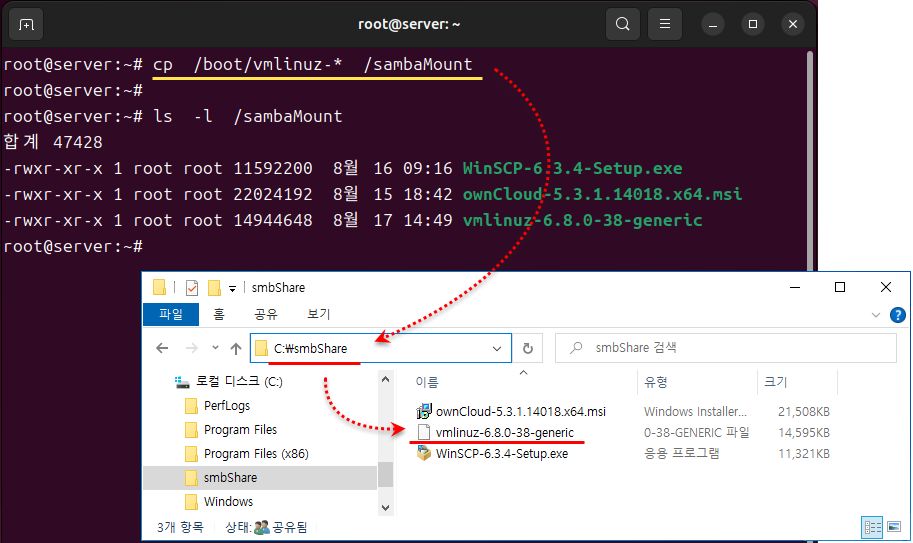 root@server: ~
root@server:~# cp /boot/vmlinuz-* /sambaMount
root@server:~#
root@server:~# ls -l /sambaMount
합계 47428
-rwxr-xr-x 1 root root 11592200 8월 16 09:16 WinSCP-6.3.4-Setup.exe
-rwxr-xr-x 1 root root 22024192 8월 15 18:42 ownCloud-5.3.1.14018.x64.msi
-rwxr-xr-x 1 root root 14944648 8월 17 14:49 vmlinuz-6.8.0-38-generic
root@server:~#
smbShare
파일 홈 공유 보기
C:₩smbShare
smbShare 검색
로컬 디스크 (C:)
PerfLogs
Program Files
Program Files (x86)
smbShare
Windows
이름 유형 크기
ownCloud-5.3.1.14018.x64.msi Windows Installer... 21,508KB
vmlinuz-6.8.0-38-generic 0-38-GENERIC 파일 14,595KB
WinSCP-6.3.4-Setup.exe 응용 프로그램 11,321KB
3개 항목 상태: 공유됨